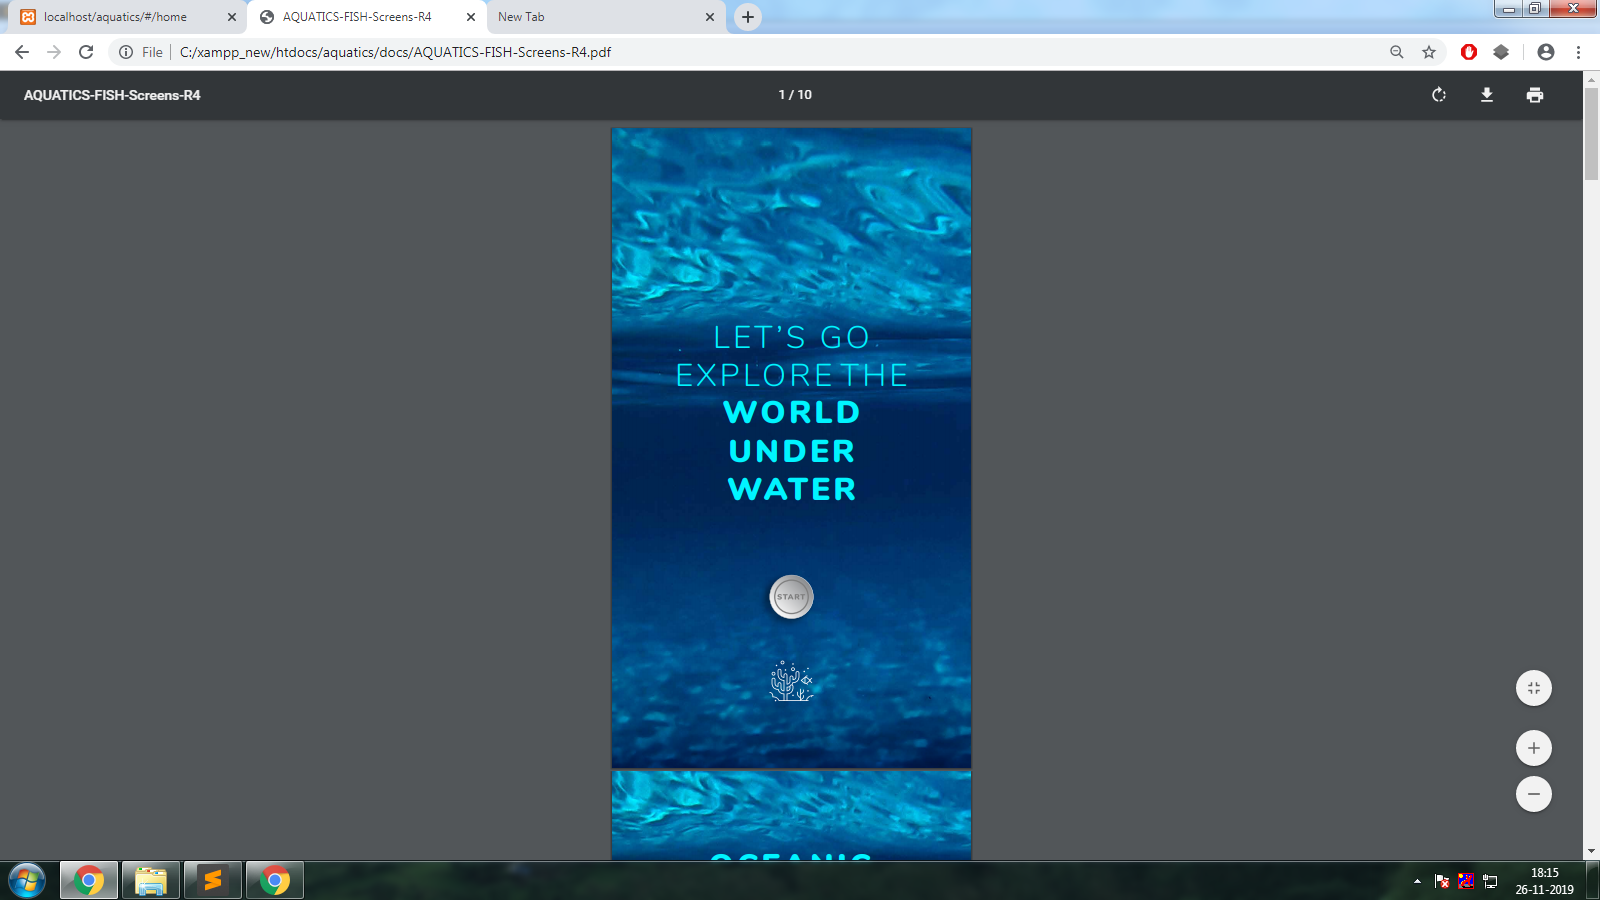 localhost/aquatics/#/home
AQUATICS-FISH-Screens-R4
New Tab
File
C:/xampp_new/htdocs/aquatics/docs/AQUATICS-FISH-Screens-R4.pdf
AQUATICS-FISH-Screens-R4
1 / 10
LET'S GO
EXPLORE THE
WORLD
UNDER
WATER
START
OCEANIC
18:15
26-11-2019